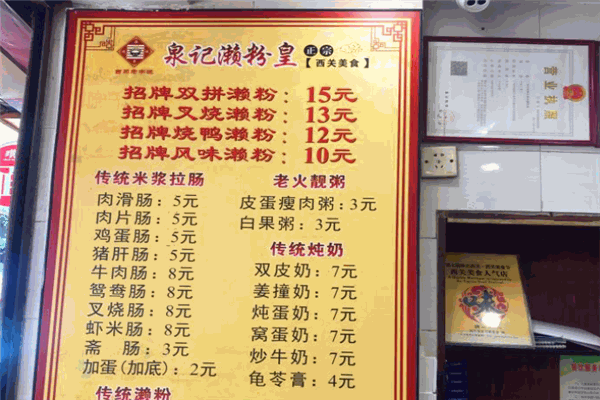 泉记濑粉皇 正宗
【西关美食】
招牌双拼濑粉：15元
招牌叉烧濑粉：13元
招牌烧鸭濑粉：12元
招牌风味濑粉：10元
传统米浆拉肠
肉滑肠：5元
肉片肠：5元
鸡蛋肠：5元
猪肝肠：5元
牛肉肠：8元
鸳鸯肠：8元
叉烧肠：8元
虾米肠：8元
斋 肠：3元
加蛋(加底)：2元
传统濑粉
老火靓粥
皮蛋瘦肉粥:3元
白果粥：3元
传统炖奶
双皮奶：7元
姜撞奶：7元
炖蛋奶：7元
窝蛋奶：7元
炒牛奶：7元
龟苓膏：4元
营业执照
西关美食人气店